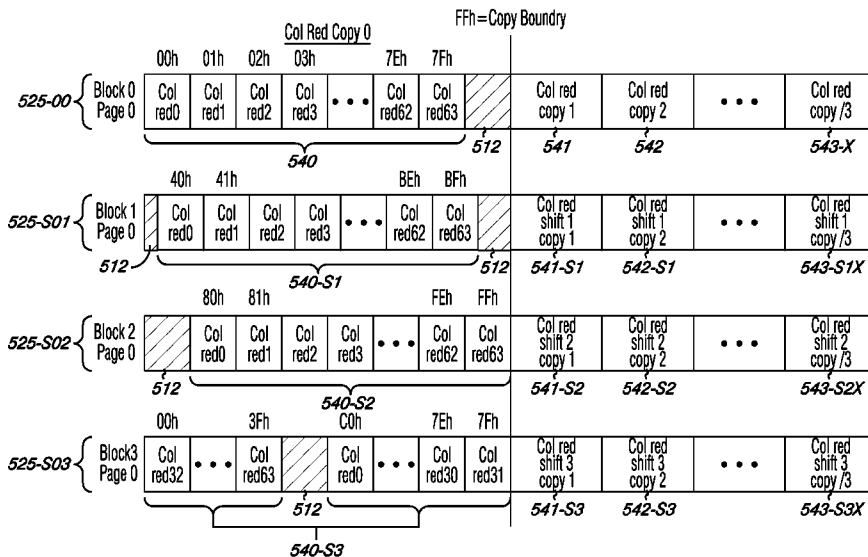 Col Red Copy 0
FFh=Copy Boundry
00h 01h 02h 03h 7Eh 7Fh
525-00 Block 0 Page 0 Col red0 Col red1 Col red2 Col red3 ••• Col red62 Col red63 Col red copy 1 Col red copy 2 ••• Col red copy /3
540 512 541 542 543-X
40h 41h BEh BFh
525-S01 Block 1 Page 0 Col red0 Col red1 Col red2 Col red3 ••• Col red62 Col red63 Col red shift 1 copy 1 Col red shift 1 copy 2 ••• Col red shift 1 copy /3
512 540-S1 512 541-S1 542-S1 543-S1X
80h 81h FEh FFh
525-S02 Block 2 Page 0 Col red0 Col red1 Col red2 Col red3 ••• Col red62 Col red63 Col red shift 2 copy 1 Col red shift 2 copy 2 ••• Col red shift 2 copy /3
512 540-S2 541-S2 542-S2 543-S2X
00h 3Fh C0h 7Eh 7Fh
525-S03 Block3 Page 0 Col red32 ••• Col red63 Col red0 ••• Col red30 Col red31 Col red shift 3 copy 1 Col red shift 3 copy 2 ••• Col red shift 3 copy /3
512 541-S3 542-S3 543-S3X
540-S3